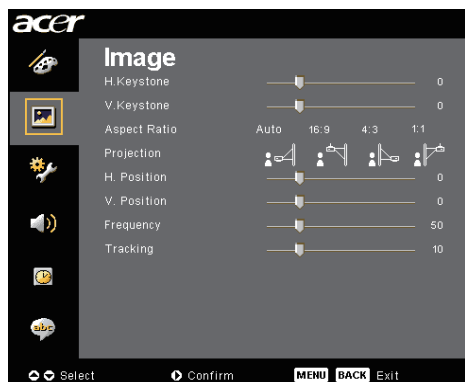 acer
Image
H.Keystone 0
V.Keystone 0
Aspect Ratio Auto 16:9 4:3 1:1
Projection
H. Position 0
V. Position 0
Frequency 50
Tracking 10
abc
Select Confirm MENU BACK Exit